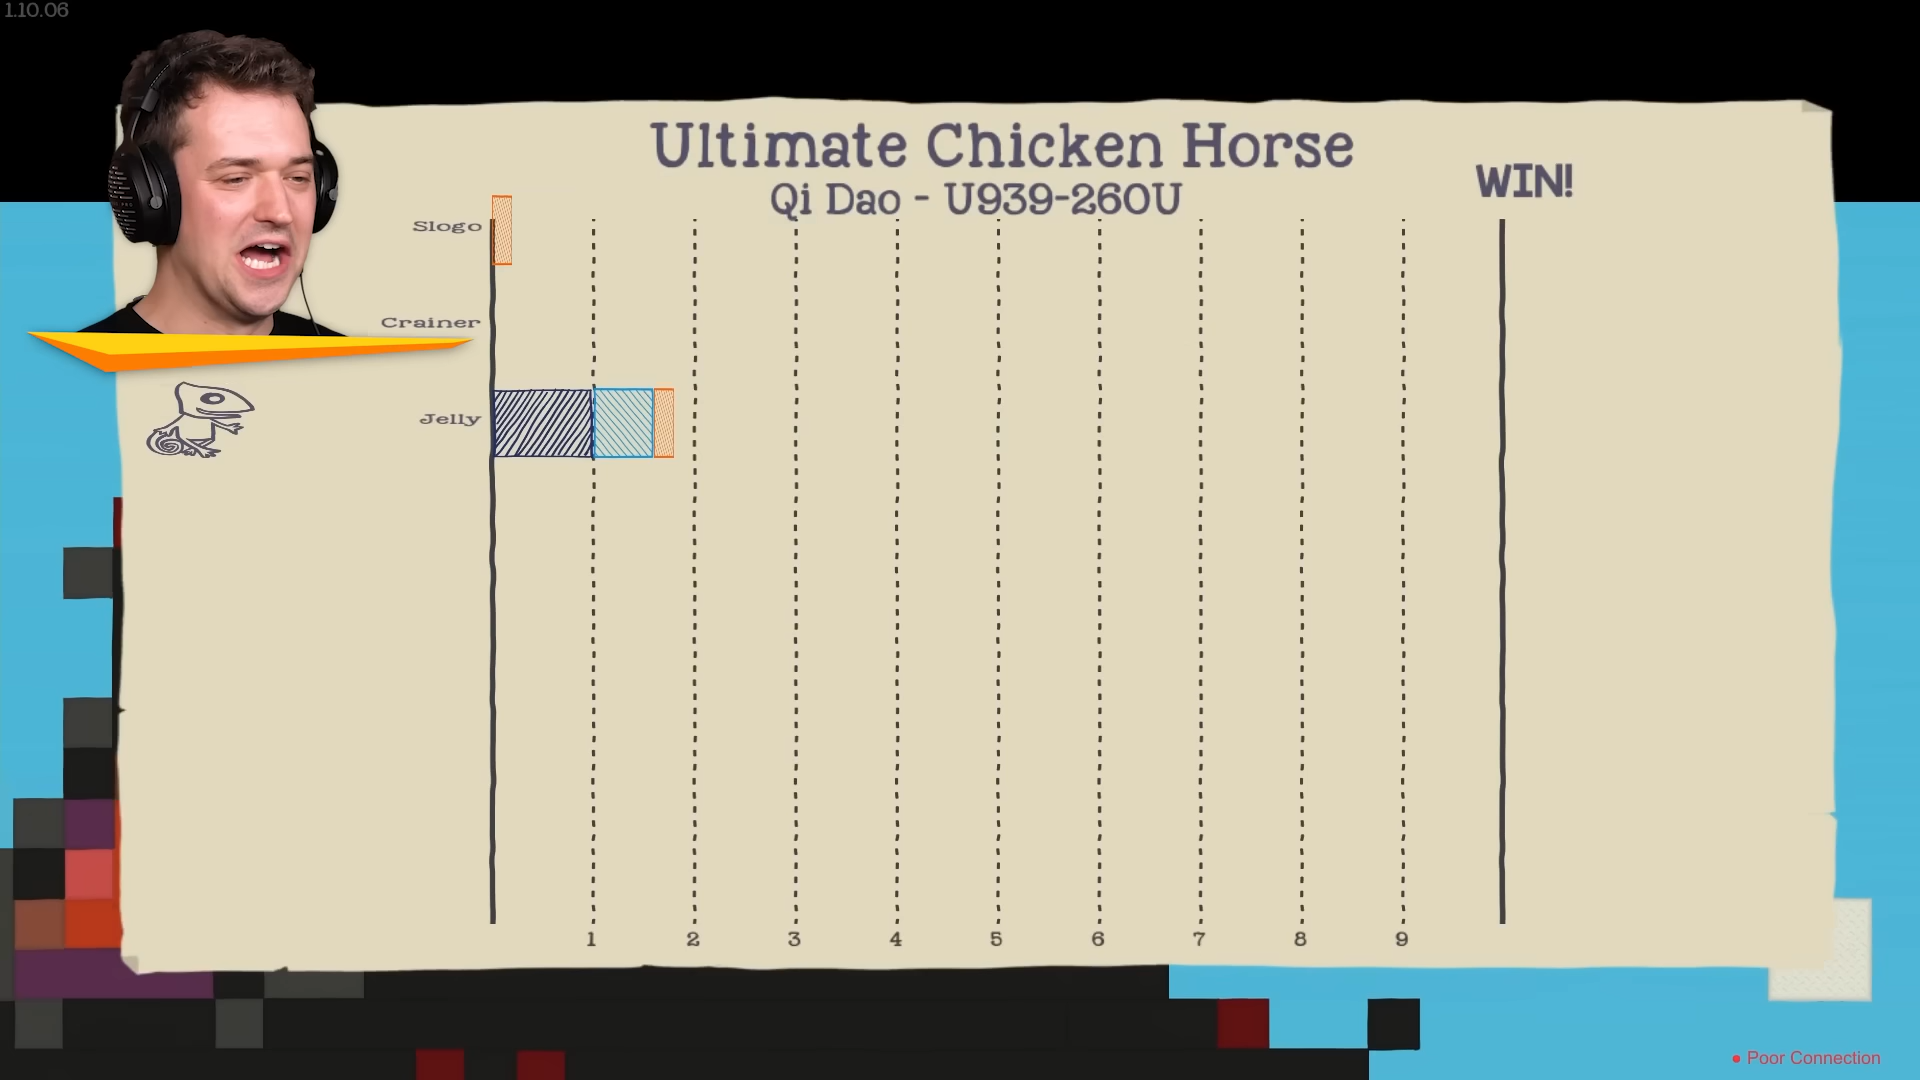 1.10.06
Ultimate Chicken Horse
Qi Dao - U939-260U
WIN!
Slogo
Crainer
Jelly
1 2 3 4 5 6 7 8 9
Poor Connection